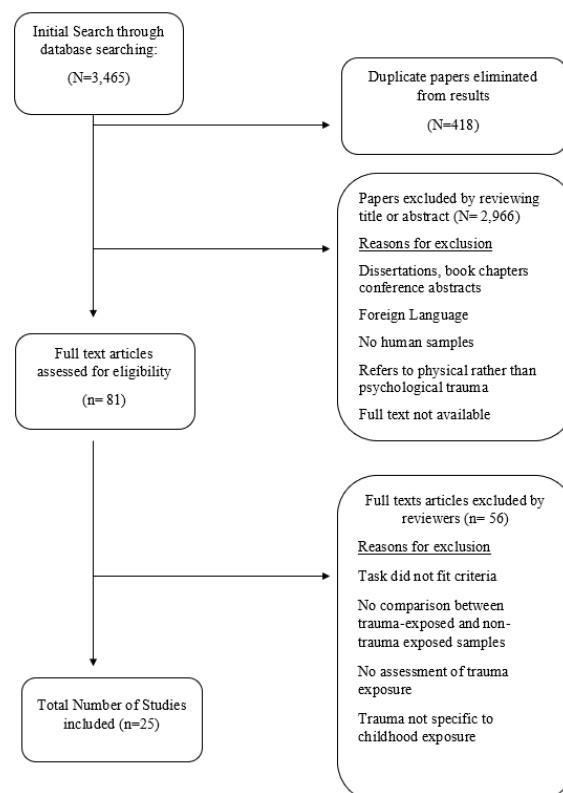 Initial Search through
database searching:
(N=3,465)
Duplicate papers eliminated
from results
(N=418)
Papers excluded by reviewing
title or abstract (N= 2,966)
Reasons for exclusion
Dissertations, book chapters
conference abstracts
Foreign Language
No human samples
Refers to physical rather than
psychological trauma
Full text not available
Full text articles
assessed for eligibility
(n= 81)
Full texts articles excluded by
reviewers (n= 56)
Reasons for exclusion
Task did not fit criteria
No comparison between
trauma-exposed and non-
trauma exposed samples
No assessment of trauma
exposure
Trauma not specific to
childhood exposure
Total Number of Studies
included (n=25)